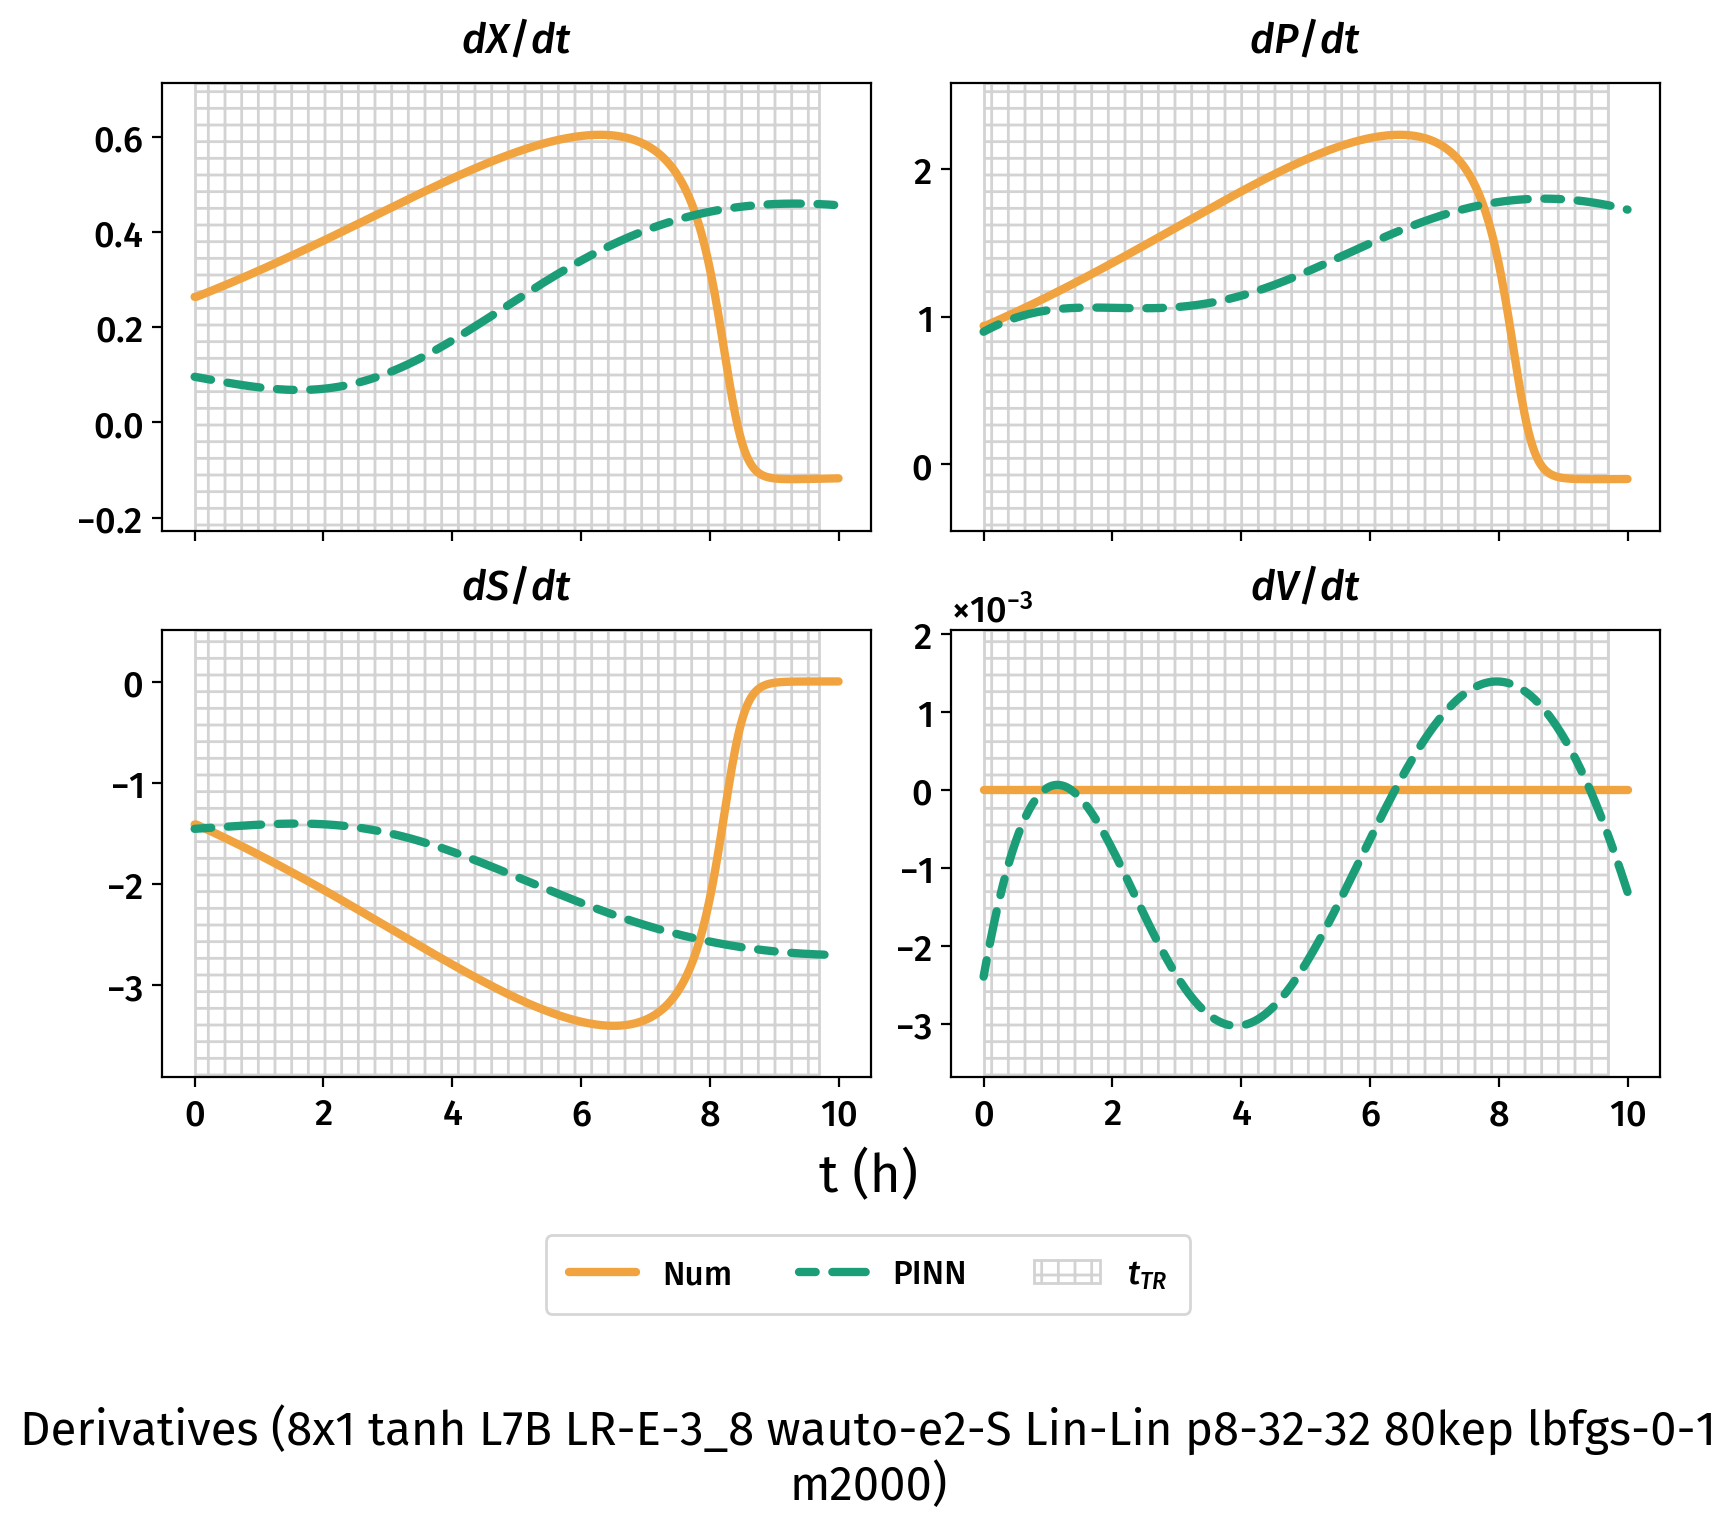 dX/dt
dP/dt
0.6
0.4
0.2
0.0
−0.2
2
1
0
dS/dt
dV/dt
×10⁻³
0
−1
−2
−3
2
1
0
−1
−2
−3
0 2 4 6 8 10
0 2 4 6 8 10
t (h)
Num PINN t_TR
Derivatives (8x1 tanh L7B LR-E-3_8 wauto-e2-S Lin-Lin p8-32-32 80kep lbfgs-0-1
m2000)